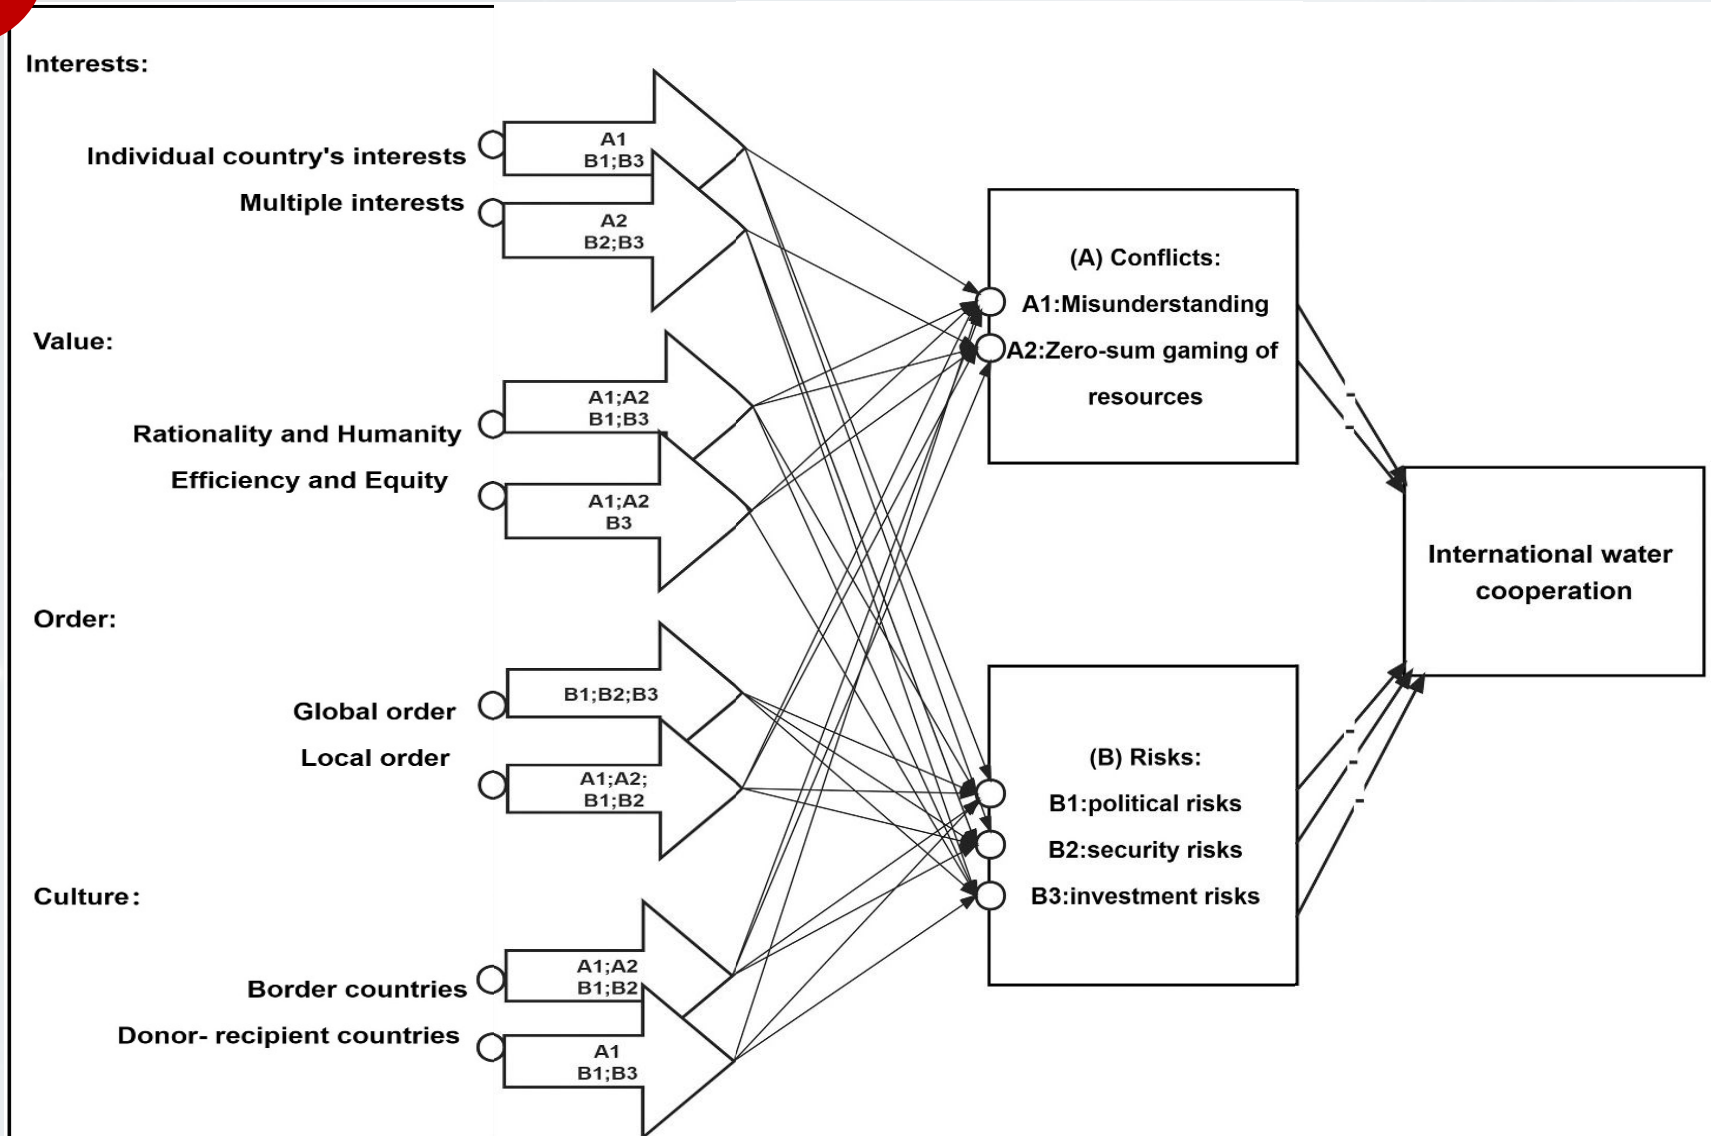 Interests:
Individual country's interests
Multiple interests
A1
B1;B3
A2
B2;B3
Value:
Rationality and Humanity
Efficiency and Equity
A1;A2
B1;B3
A1;A2
B3
Order:
Global order
Local order
B1;B2;B3
A1;A2;
B1;B2
Culture:
Border countries
Donor- recipient countries
A1;A2
B1;B2
A1
B1;B3
(A) Conflicts:
A1:Misunderstanding
A2:Zero-sum gaming of
resources
(B) Risks:
B1:political risks
B2:security risks
B3:investment risks
-
-
-
-
-
International water
cooperation